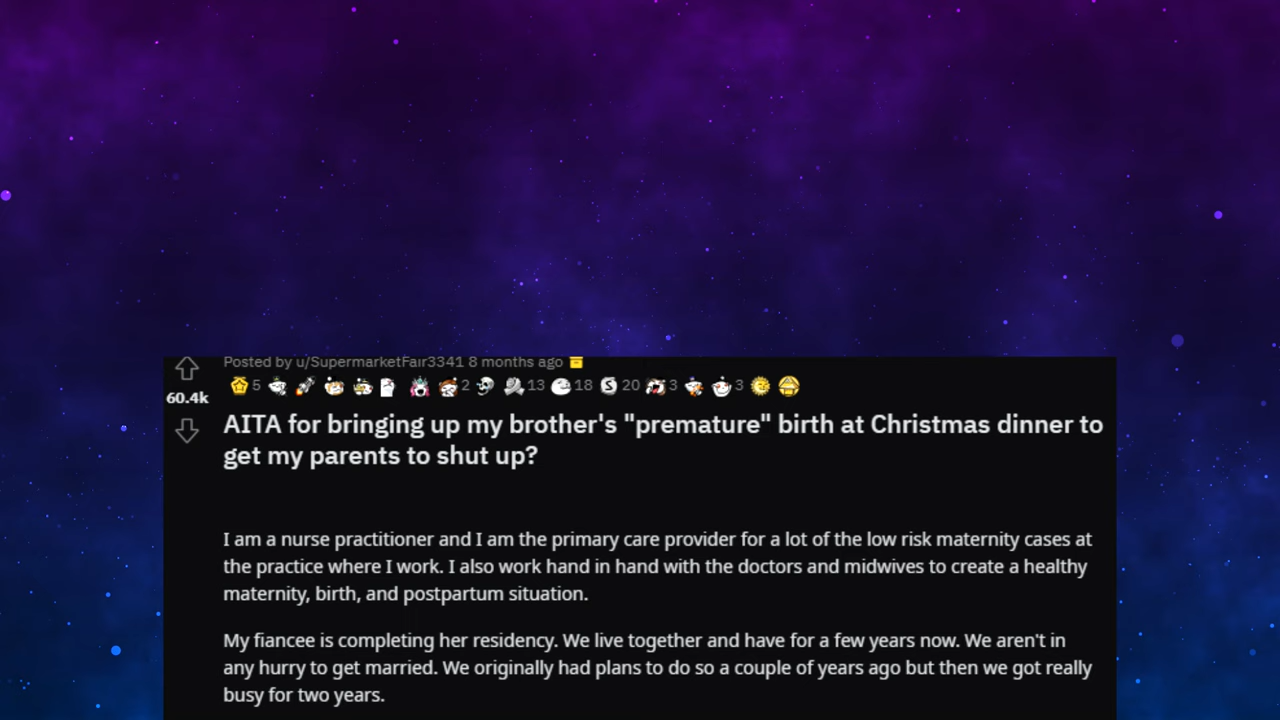 Posted by u/SupermarketFair3341 8 months ago
5 2 13 18 20 3 3
60.4k
AITA for bringing up my brother's "premature" birth at Christmas dinner to
get my parents to shut up?
I am a nurse practitioner and I am the primary care provider for a lot of the low risk maternity cases at
the practice where I work. I also work hand in hand with the doctors and midwives to create a healthy
maternity, birth, and postpartum situation.
My fiancee is completing her residency. We live together and have for a few years now. We aren't in
any hurry to get married. We originally had plans to do so a couple of years ago but then we got really
busy for two years.